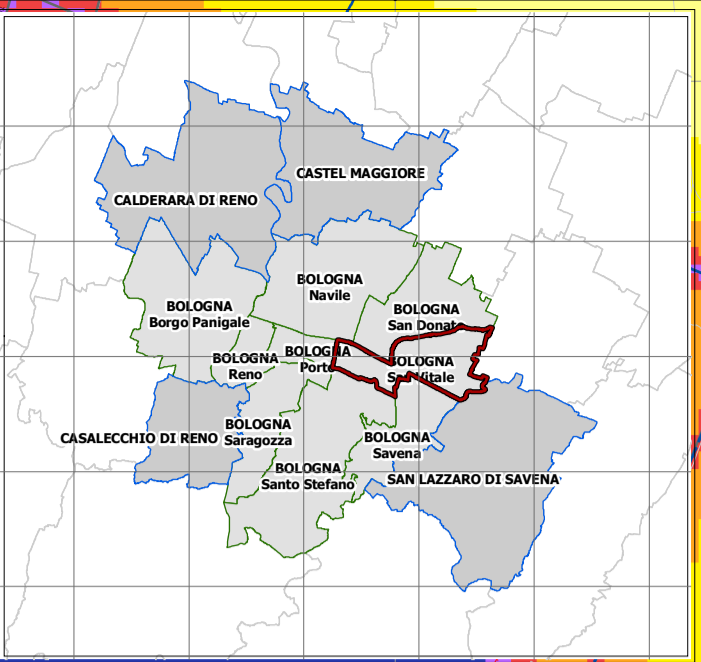 CASTEL MAGGIORE
CALDERARA DI RENO
BOLOGNA
Navile
BOLOGNA
Borgo Panigale
BOLOGNA
San Donato
BOLOGNA
Porto
BOLOGNA
Reno
BOLOGNA
San Vitale
BOLOGNA
Saragozza
CASALECCHIO DI RENO
BOLOGNA
Savena
BOLOGNA
Santo Stefano
SAN LAZZARO DI SAVENA